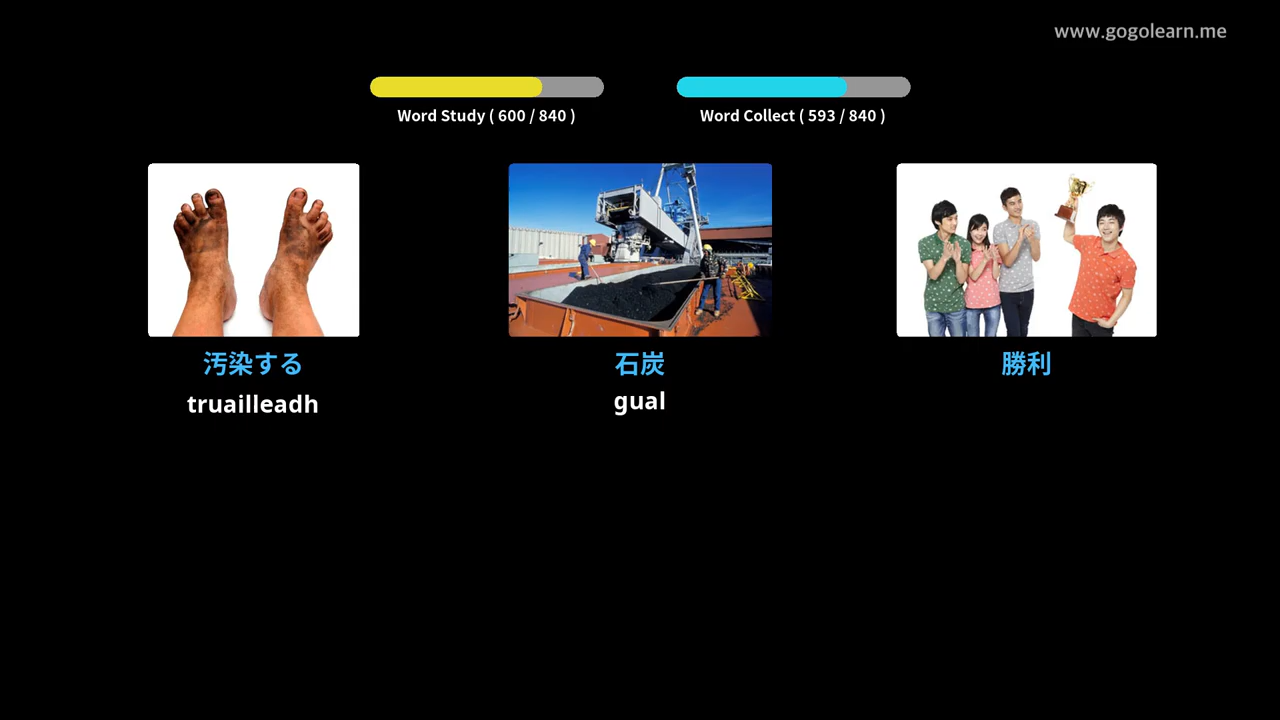 www.gogolearn.me
Word Study ( 600 / 840 )
Word Collect ( 593 / 840 )
汚染する
石炭
勝利
truailleadh
gual